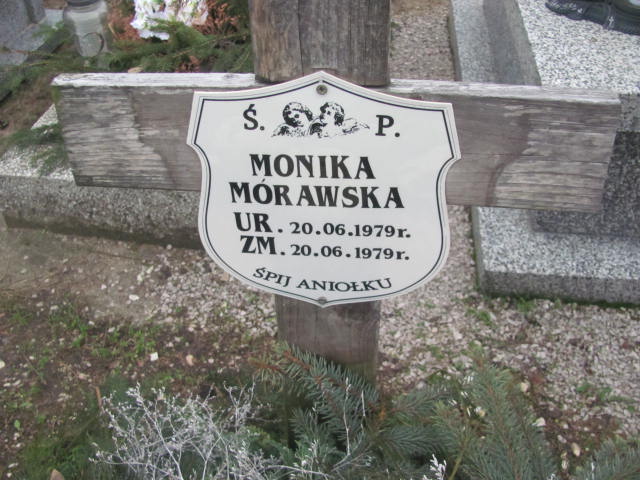 Ś. P.
MONIKA
MÓRAWSKA
UR. 20.06.1979r.
ZM. 20.06.1979r.
ŚPIJ ANIOŁKU